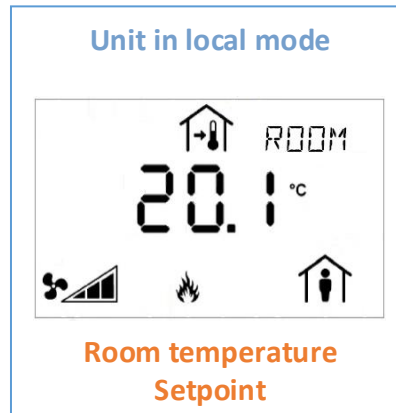 Unit in local mode
ROOM
20.1 °C
Room temperature
Setpoint